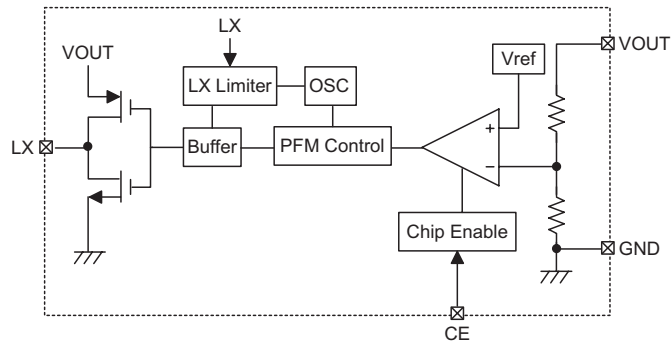 LX
VOUT
VOUT
Vref
LX Limiter
OSC
+
LX
Buffer
PFM Control
−
Chip Enable
GND
CE